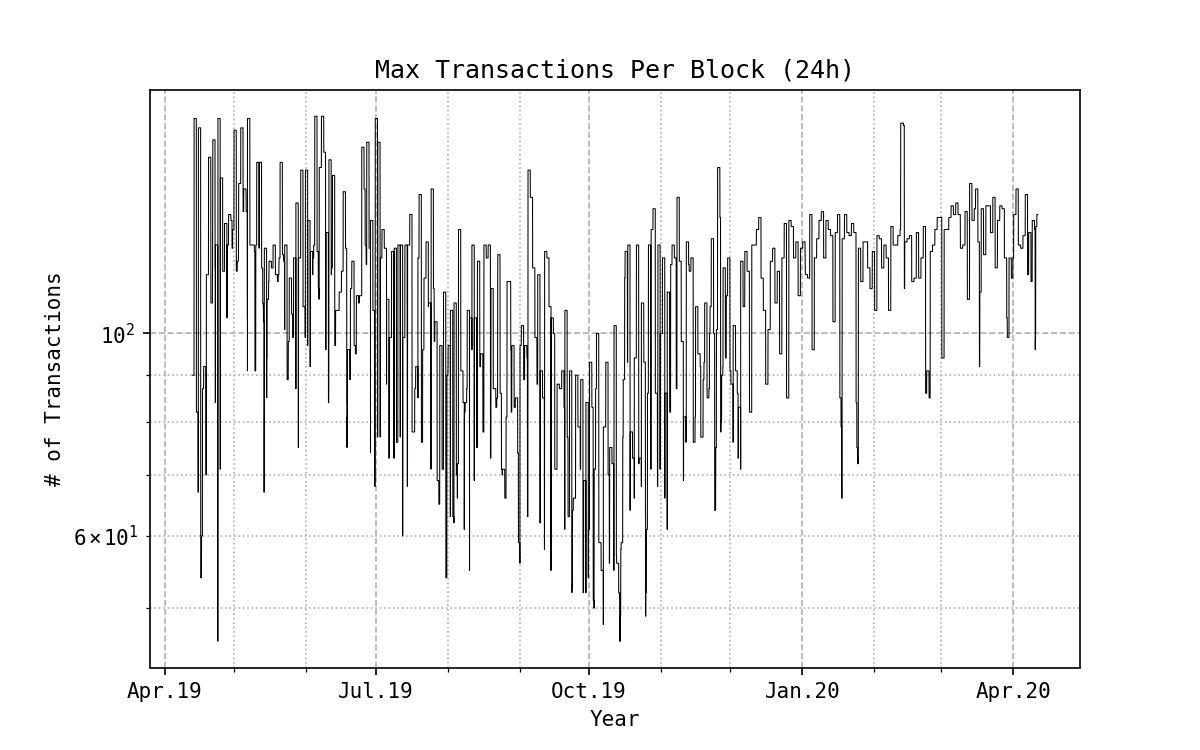 Max Transactions Per Block (24h)
# of Transactions
10²
6×10¹
Apr.19 Jul.19 Oct.19 Jan.20 Apr.20
Year